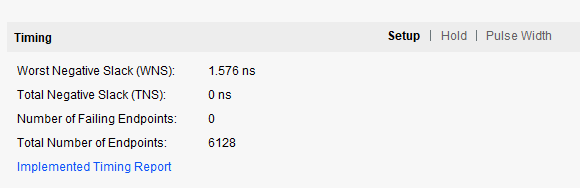 Timing Setup | Hold | Pulse Width
Worst Negative Slack (WNS): 1.576 ns
Total Negative Slack (TNS): 0 ns
Number of Failing Endpoints: 0
Total Number of Endpoints: 6128
Implemented Timing Report